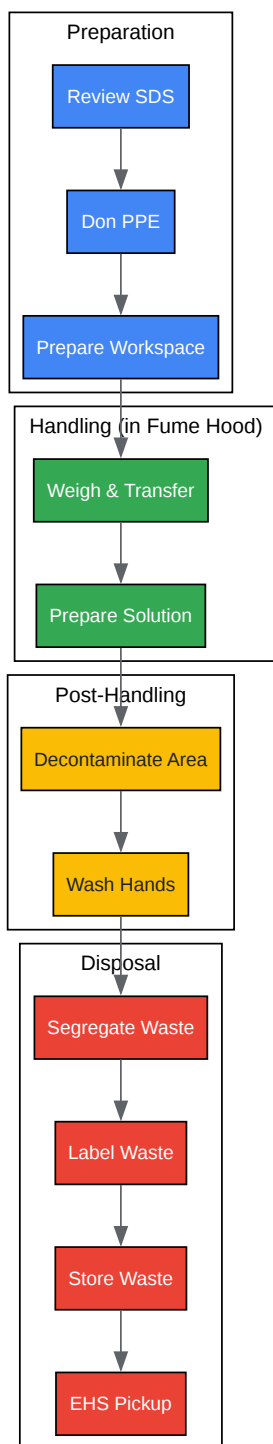 Preparation
Review SDS
Don PPE
Prepare Workspace
Handling (in Fume Hood)
Weigh & Transfer
Prepare Solution
Post-Handling
Decontaminate Area
Wash Hands
Disposal
Segregate Waste
Label Waste
Store Waste
EHS Pickup